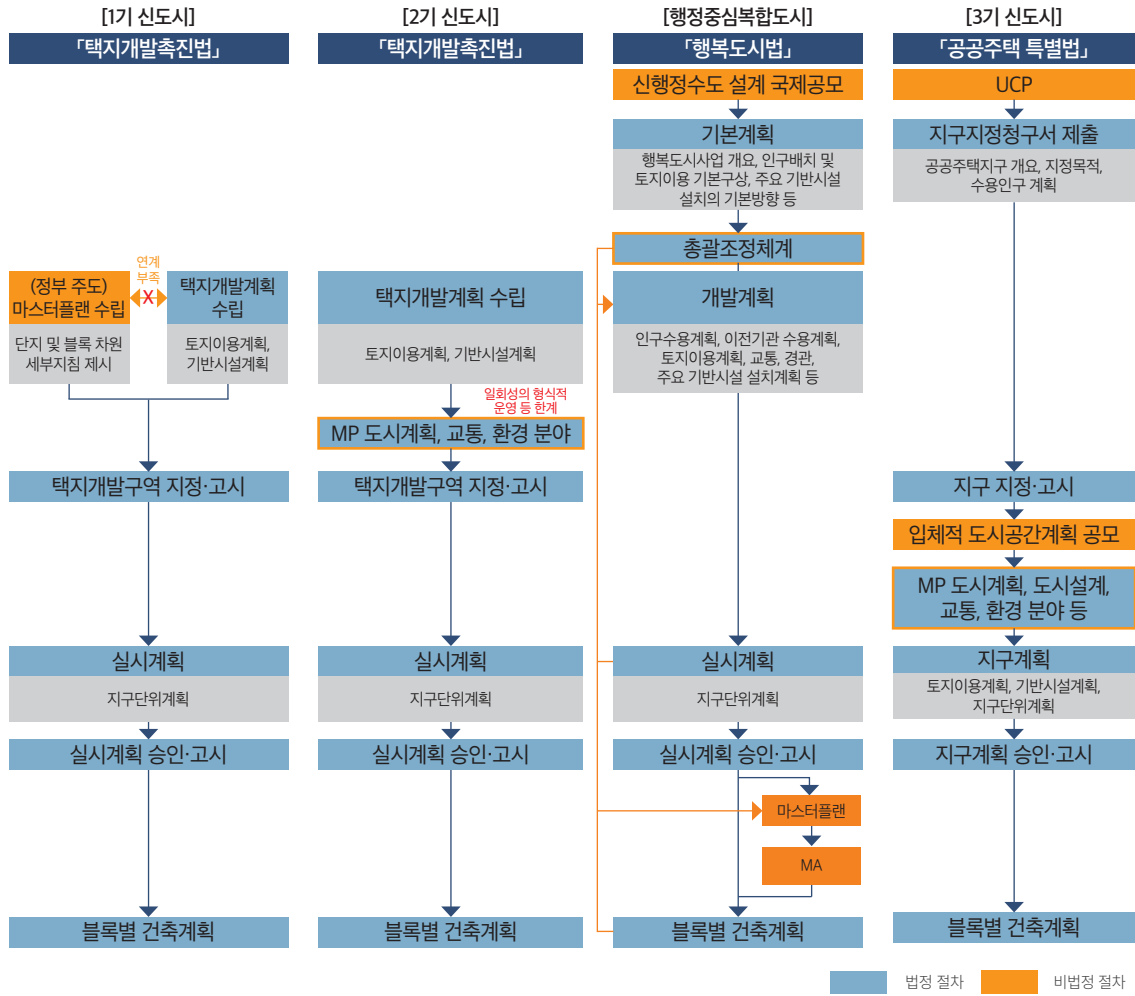 [1기 신도시]
「택지개발촉진법」
(정부 주도)
마스터플랜 수립
연계
부족
X
택지개발계획
수립
단지 및 블록 차원
세부지침 제시
토지이용계획,
기반시설계획
택지개발구역 지정·고시
실시계획
지구단위계획
실시계획 승인·고시
블록별 건축계획
[2기 신도시]
「택지개발촉진법」
택지개발계획 수립
토지이용계획, 기반시설계획
일회성의 형식적
운영 등 한계
MP 도시계획, 교통, 환경 분야
택지개발구역 지정·고시
실시계획
지구단위계획
실시계획 승인·고시
블록별 건축계획
[행정중심복합도시]
「행복도시법」
신행정수도 설계 국제공모
기본계획
행복도시사업 개요, 인구배치 및
토지이용 기본구상, 주요 기반시설
설치의 기본방향 등
총괄조정체계
개발계획
인구수용계획, 이전기관 수용계획,
토지이용계획, 교통, 경관,
주요 기반시설 설치계획 등
실시계획
지구단위계획
실시계획 승인·고시
마스터플랜
MA
블록별 건축계획
[3기 신도시]
「공공주택 특별법」
UCP
지구지정청구서 제출
공공주택지구 개요, 지정목적,
수용인구 계획
지구 지정·고시
입체적 도시공간계획 공모
MP 도시계획, 도시설계,
교통, 환경 분야 등
지구계획
토지이용계획, 기반시설계획,
지구단위계획
지구계획 승인·고시
블록별 건축계획
법정 절차
비법정 절차